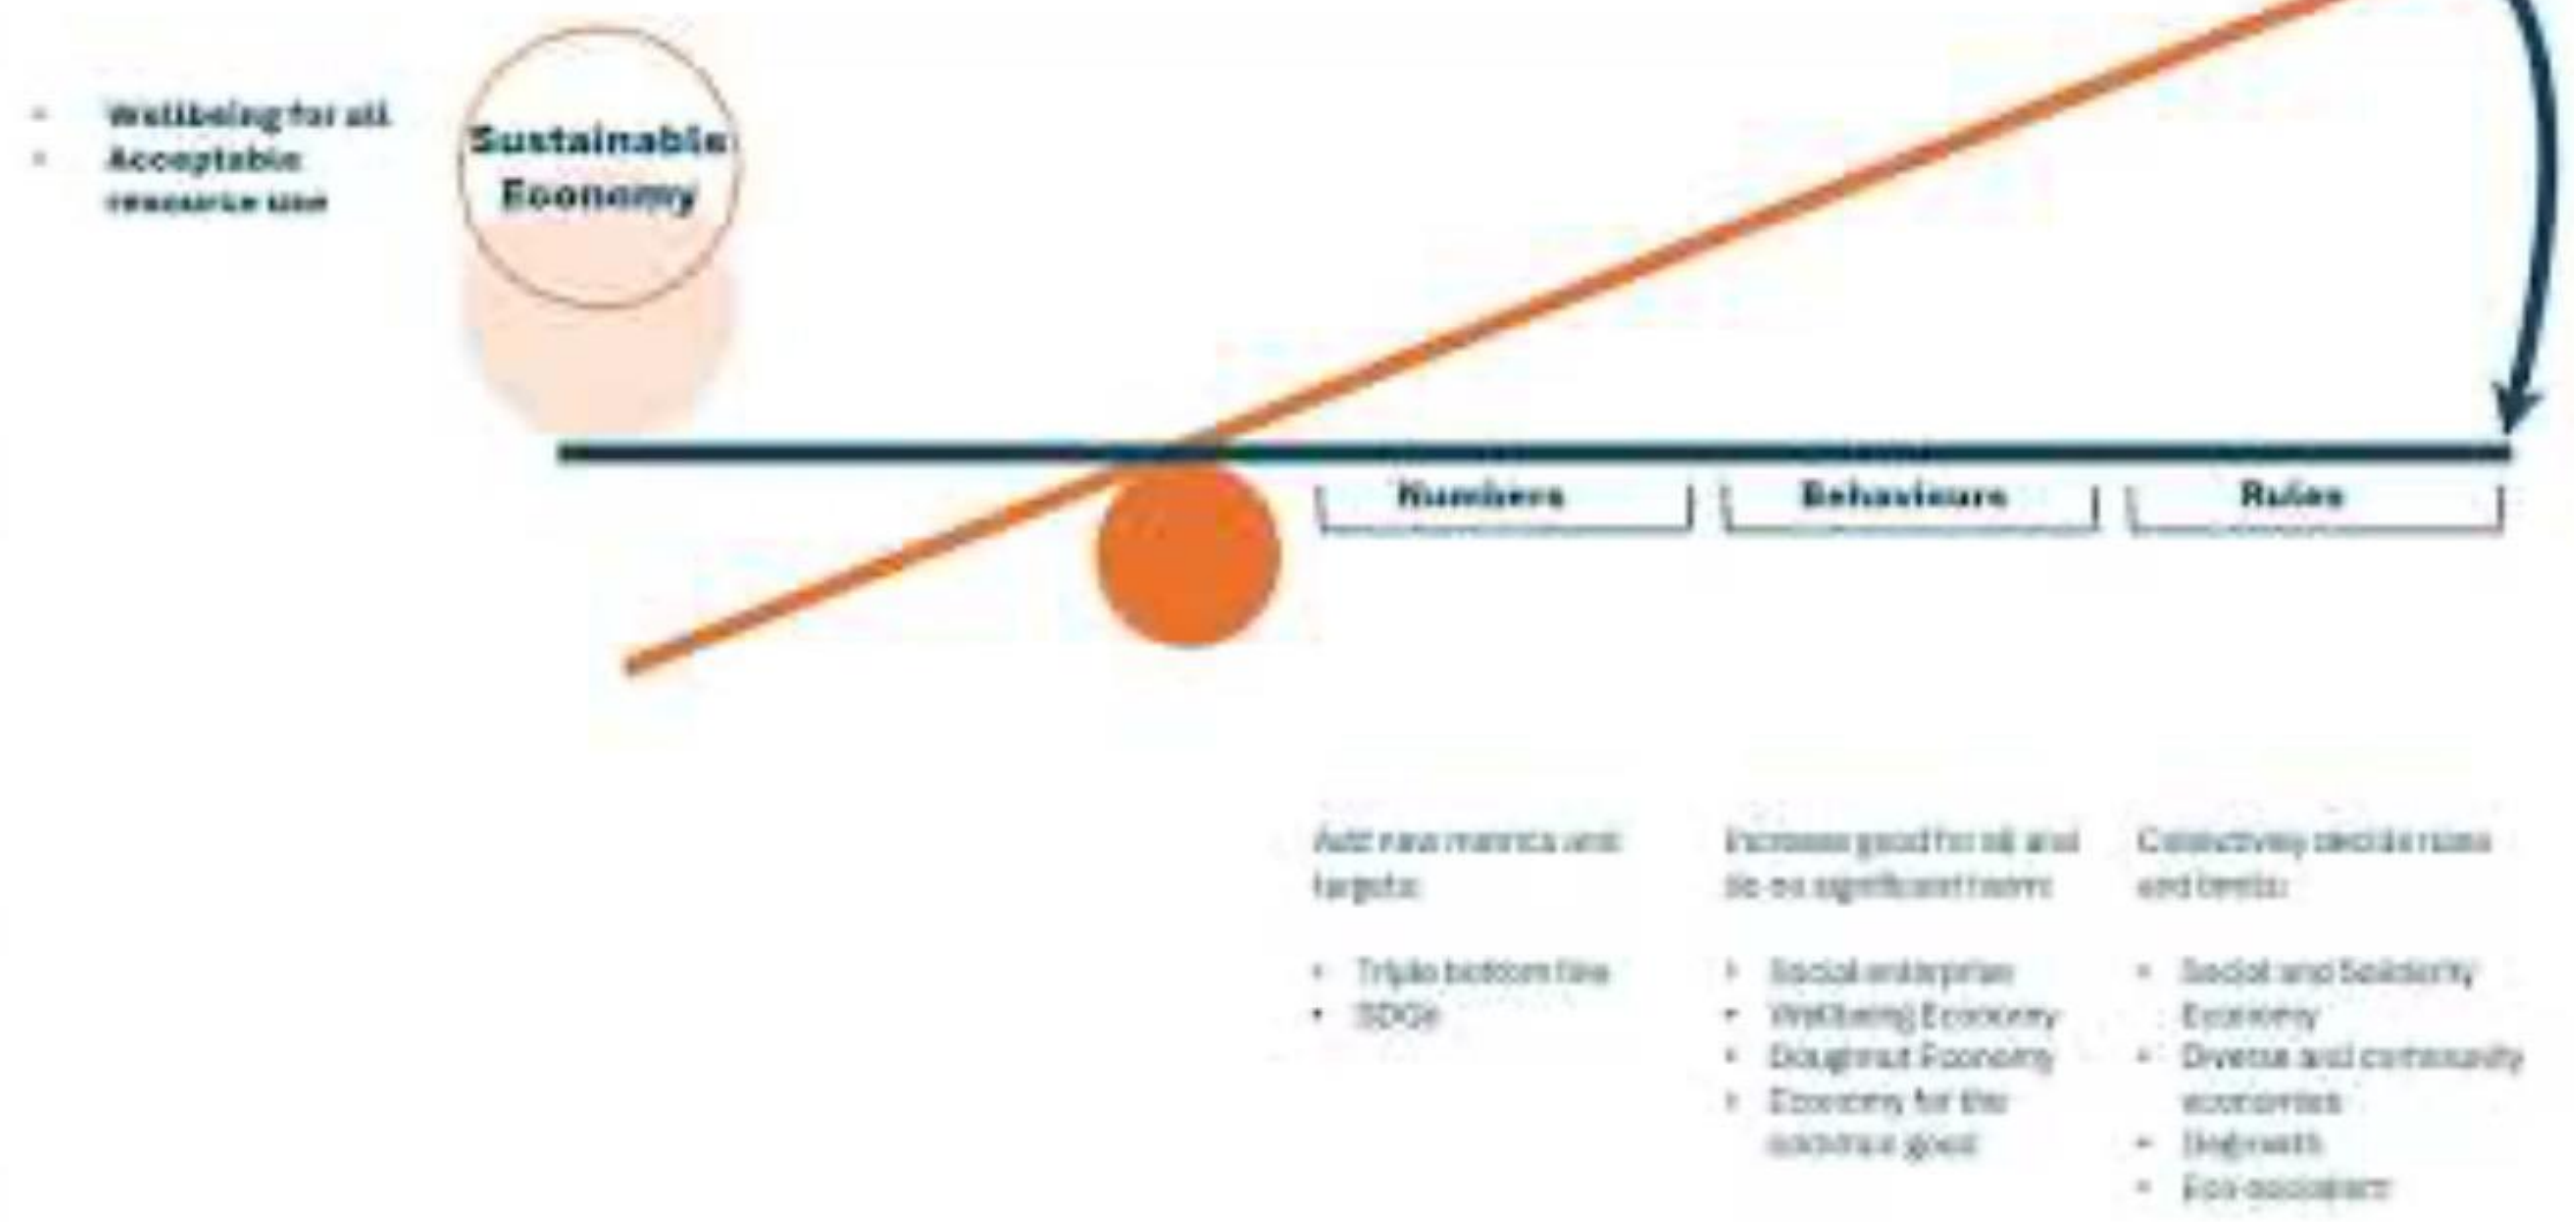 Wellbeing for all
Acceptable
resource use
Sustainable
Economy
Numbers
Behaviours
Rules
Add new metrics and
targets:
Triple bottom line
SDGs
Increase good for all and
do no significant harm:
Social enterprise
Wellbeing Economy
Doughnut Economy
Economy for the
common good
Collectively decide rules
and limits:
Social and Solidarity
Economy
Diverse and community
economies
Degrowth
Eco-socialism